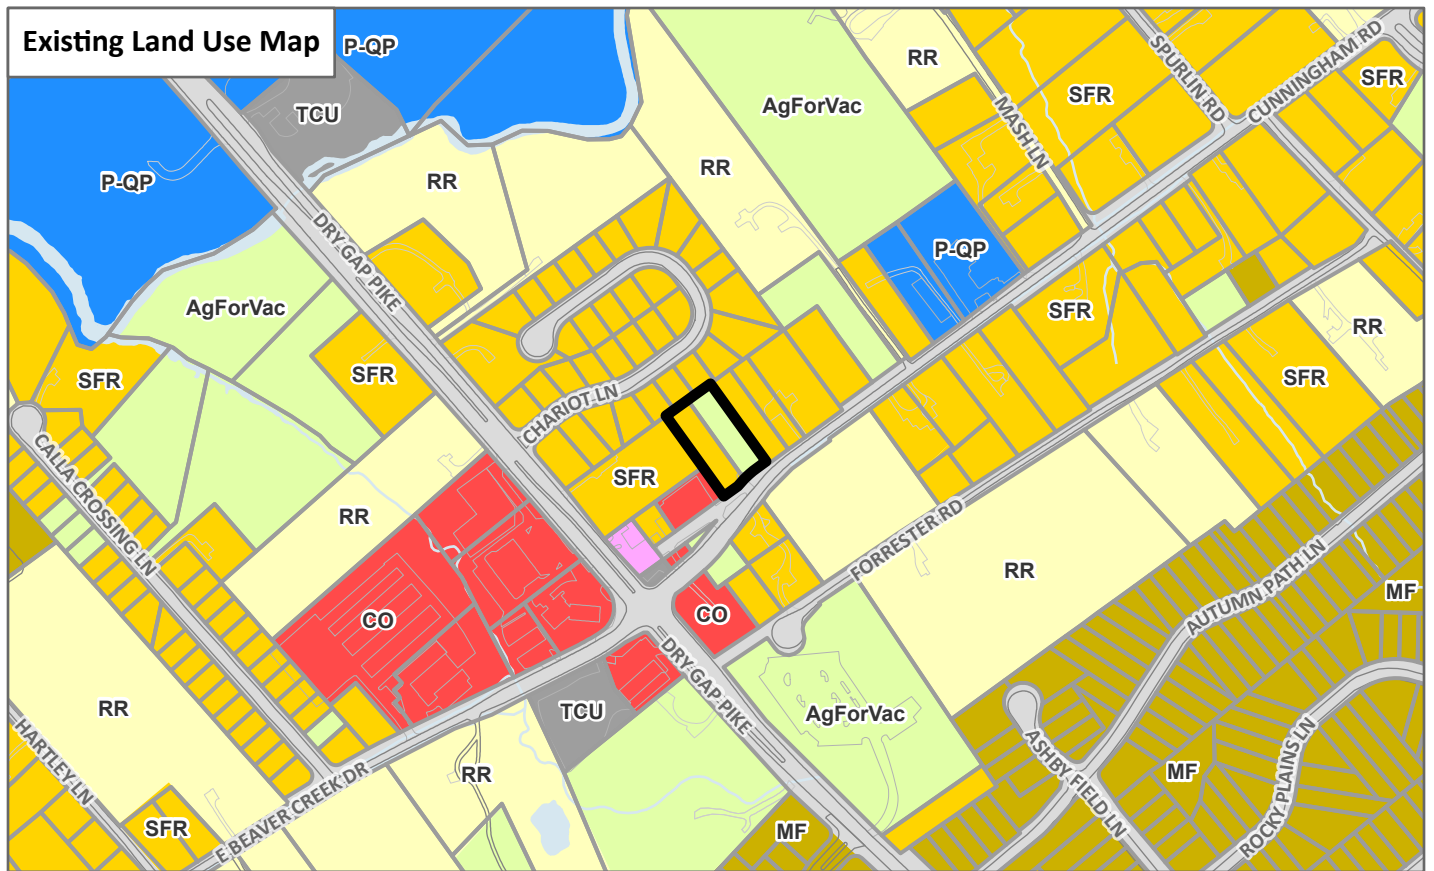 Existing Land Use Map
P-QP
TCU
P-QP
RR
AgForVac
RR
RR
MASH LN
SFR
SPURLIN RD
CUNNINGHAM RD
SFR
DRY GAP PIKE
P-QP
SFR
RR
AgForVac
SFR
SFR
SFR
CHARIOT LN
SFR
CALLA CROSSING LN
RR
CO
FORRESTER RD
RR
CO
AUTUMN PATH LN
MF
DRY GAP PIKE
TCU
AgForVac
RR
HARTLEY LN
RR
SFR
E BEAVER CREEK DR
MF
ASHBY FIELD LN
MF
ROCKY PLAINS LN